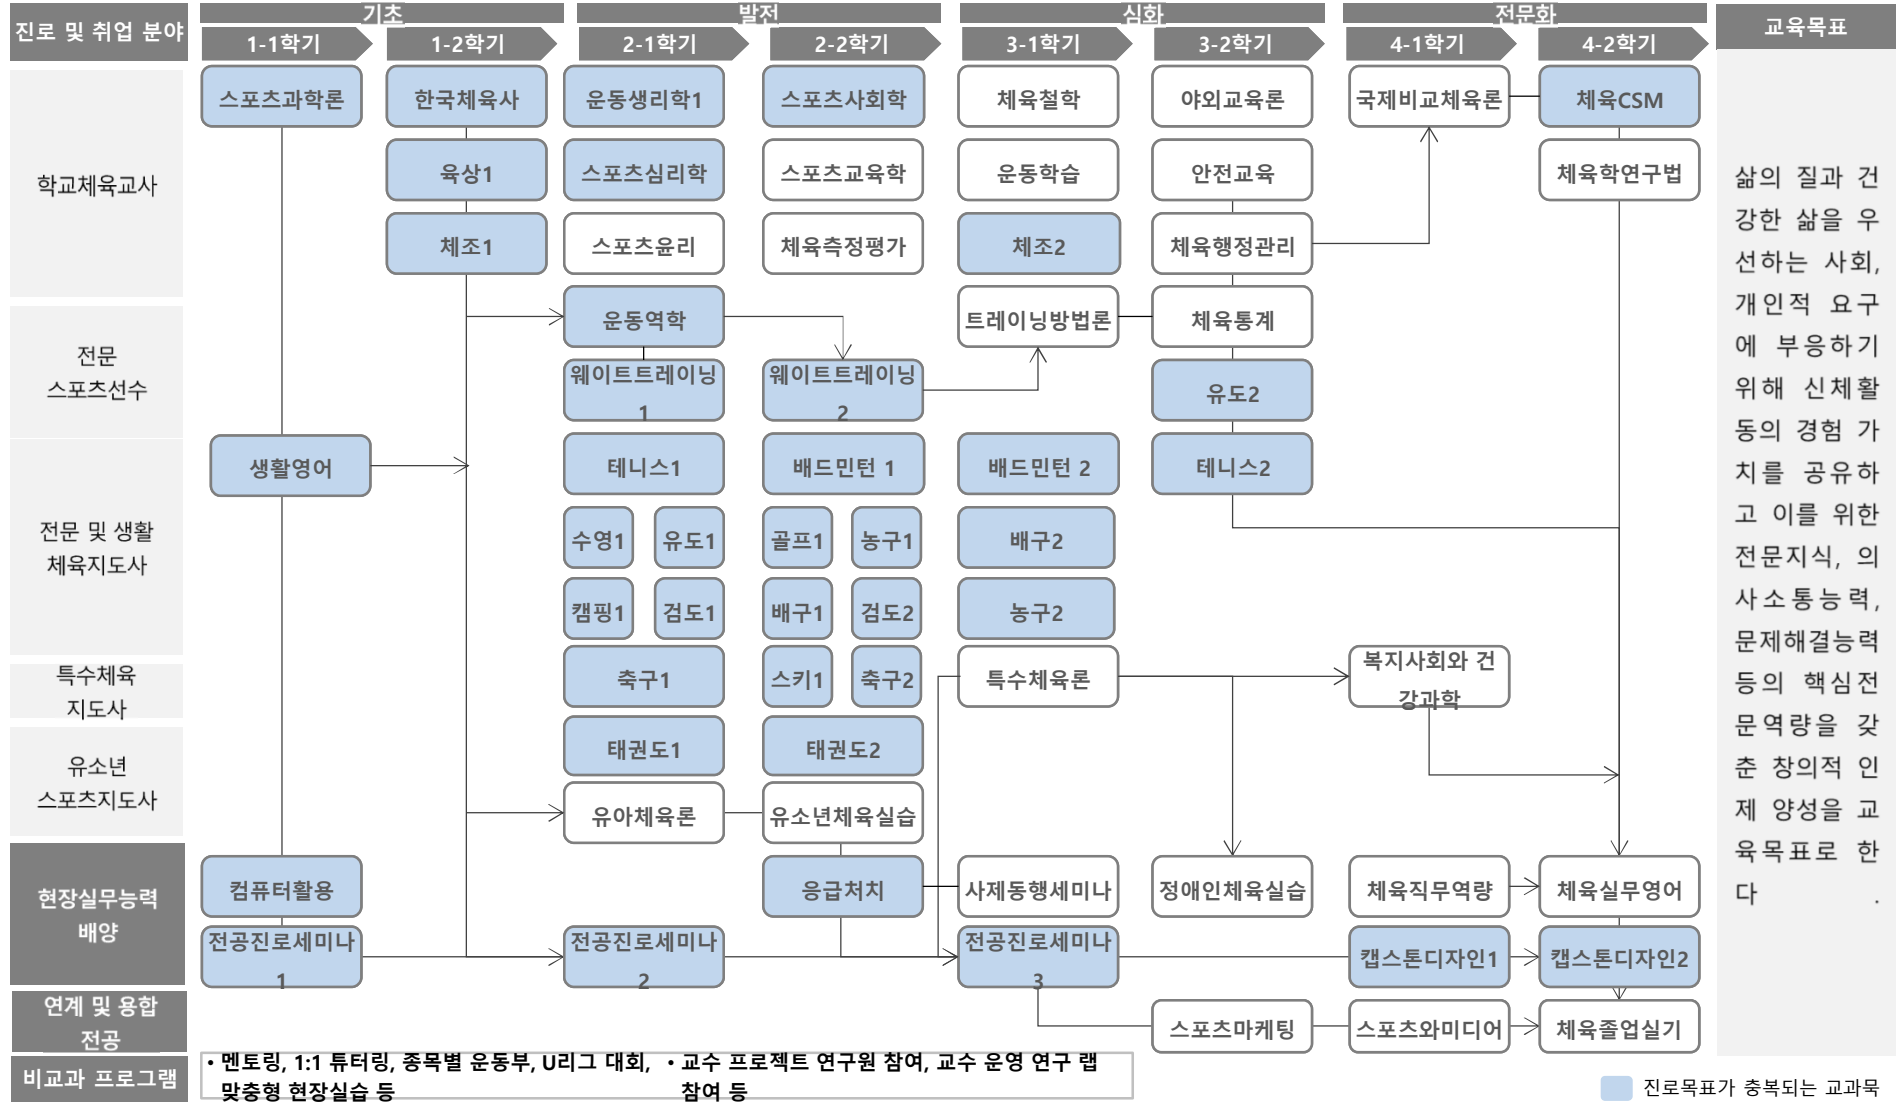 진로 및 취업 분야
기초
발전
심화
전문화
교육목표
1-1학기
1-2학기
2-1학기
2-2학기
3-1학기
3-2학기
4-1학기
4-2학기
학교체육교사
스포츠과학론
한국체육사
운동생리학1
스포츠사회학
체육철학
야외교육론
국제비교체육론
체육CSM
육상1
스포츠심리학
스포츠교육학
운동학습
안전교육
체육학연구법
체조1
스포츠윤리
체육측정평가
체조2
체육행정관리
전문
스포츠선수
운동역학
트레이닝방법론
체육통계
웨이트트레이닝
1
웨이트트레이닝
2
유도2
전문 및 생활
체육지도사
생활영어
테니스1
배드민턴 1
배드민턴 2
테니스2
수영1
유도1
골프1
농구1
배구2
캠핑1
검도1
배구1
검도2
농구2
특수체육
지도사
축구1
스키1
축구2
특수체육론
복지사회와 건
강과학
유소년
스포츠지도사
태권도1
태권도2
유아체육론
유소년체육실습
현장실무능력
배양
컴퓨터활용
응급처치
사제동행세미나
정애인체육실습
체육직무역량
체육실무영어
전공진로세미나
1
전공진로세미나
2
전공진로세미나
3
캡스톤디자인1
캡스톤디자인2
연계 및 융합
전공
스포츠마케팅
스포츠와미디어
체육졸업실기
비교과 프로그램
• 멘토링, 1:1 튜터링, 종목별 운동부, U리그 대회,
맞춤형 현장실습 등
• 교수 프로젝트 연구원 참여, 교수 운영 연구 랩
참여 등
삶의 질과 건
강한 삶을 우
선하는 사회,
개인적 요구
에 부응하기
위해 신체활
동의 경험 가
치를 공유하
고 이를 위한
전문지식, 의
사소통능력,
문제해결능력
등의 핵심전
문역량을 갖
춘 창의적 인
제 양성을 교
육목표로 한
다 .
진로목표가 충복되는 교과묵